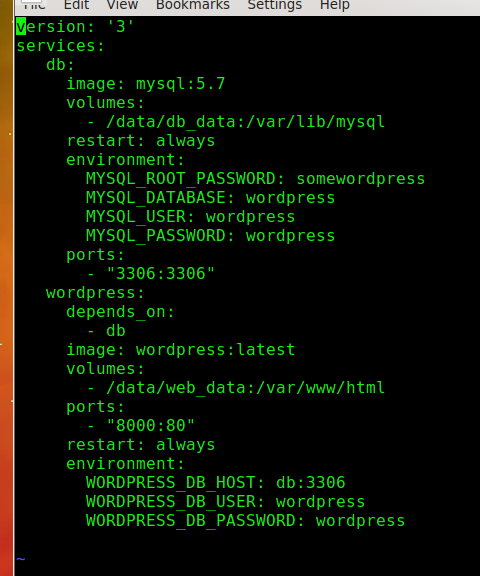 File Edit View Bookmarks Settings Help
version: '3'
services:
   db:
     image: mysql:5.7
     volumes:
       - /data/db_data:/var/lib/mysql
     restart: always
     environment:
       MYSQL_ROOT_PASSWORD: somewordpress
       MYSQL_DATABASE: wordpress
       MYSQL_USER: wordpress
       MYSQL_PASSWORD: wordpress
     ports:
       - "3306:3306"
   wordpress:
     depends_on:
       - db
     image: wordpress:latest
     volumes:
       - /data/web_data:/var/www/html
     ports:
       - "8000:80"
     restart: always
     environment:
       WORDPRESS_DB_HOST: db:3306
       WORDPRESS_DB_USER: wordpress
       WORDPRESS_DB_PASSWORD: wordpress
~